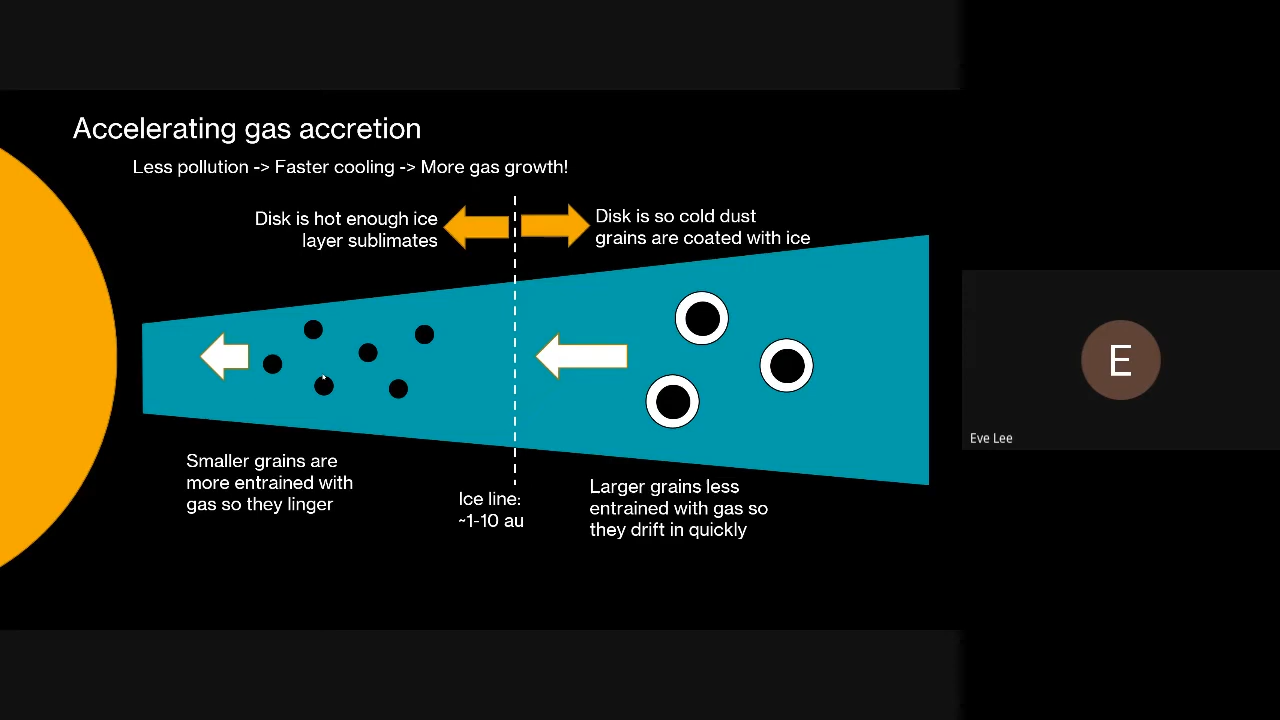 Accelerating gas accretion
Less pollution -> Faster cooling -> More gas growth!
Disk is hot enough ice
layer sublimates
Disk is so cold dust
grains are coated with ice
Smaller grains are
more entrained with
gas so they linger
Ice line:
~1-10 au
Larger grains less
entrained with gas so
they drift in quickly
E
Eve Lee